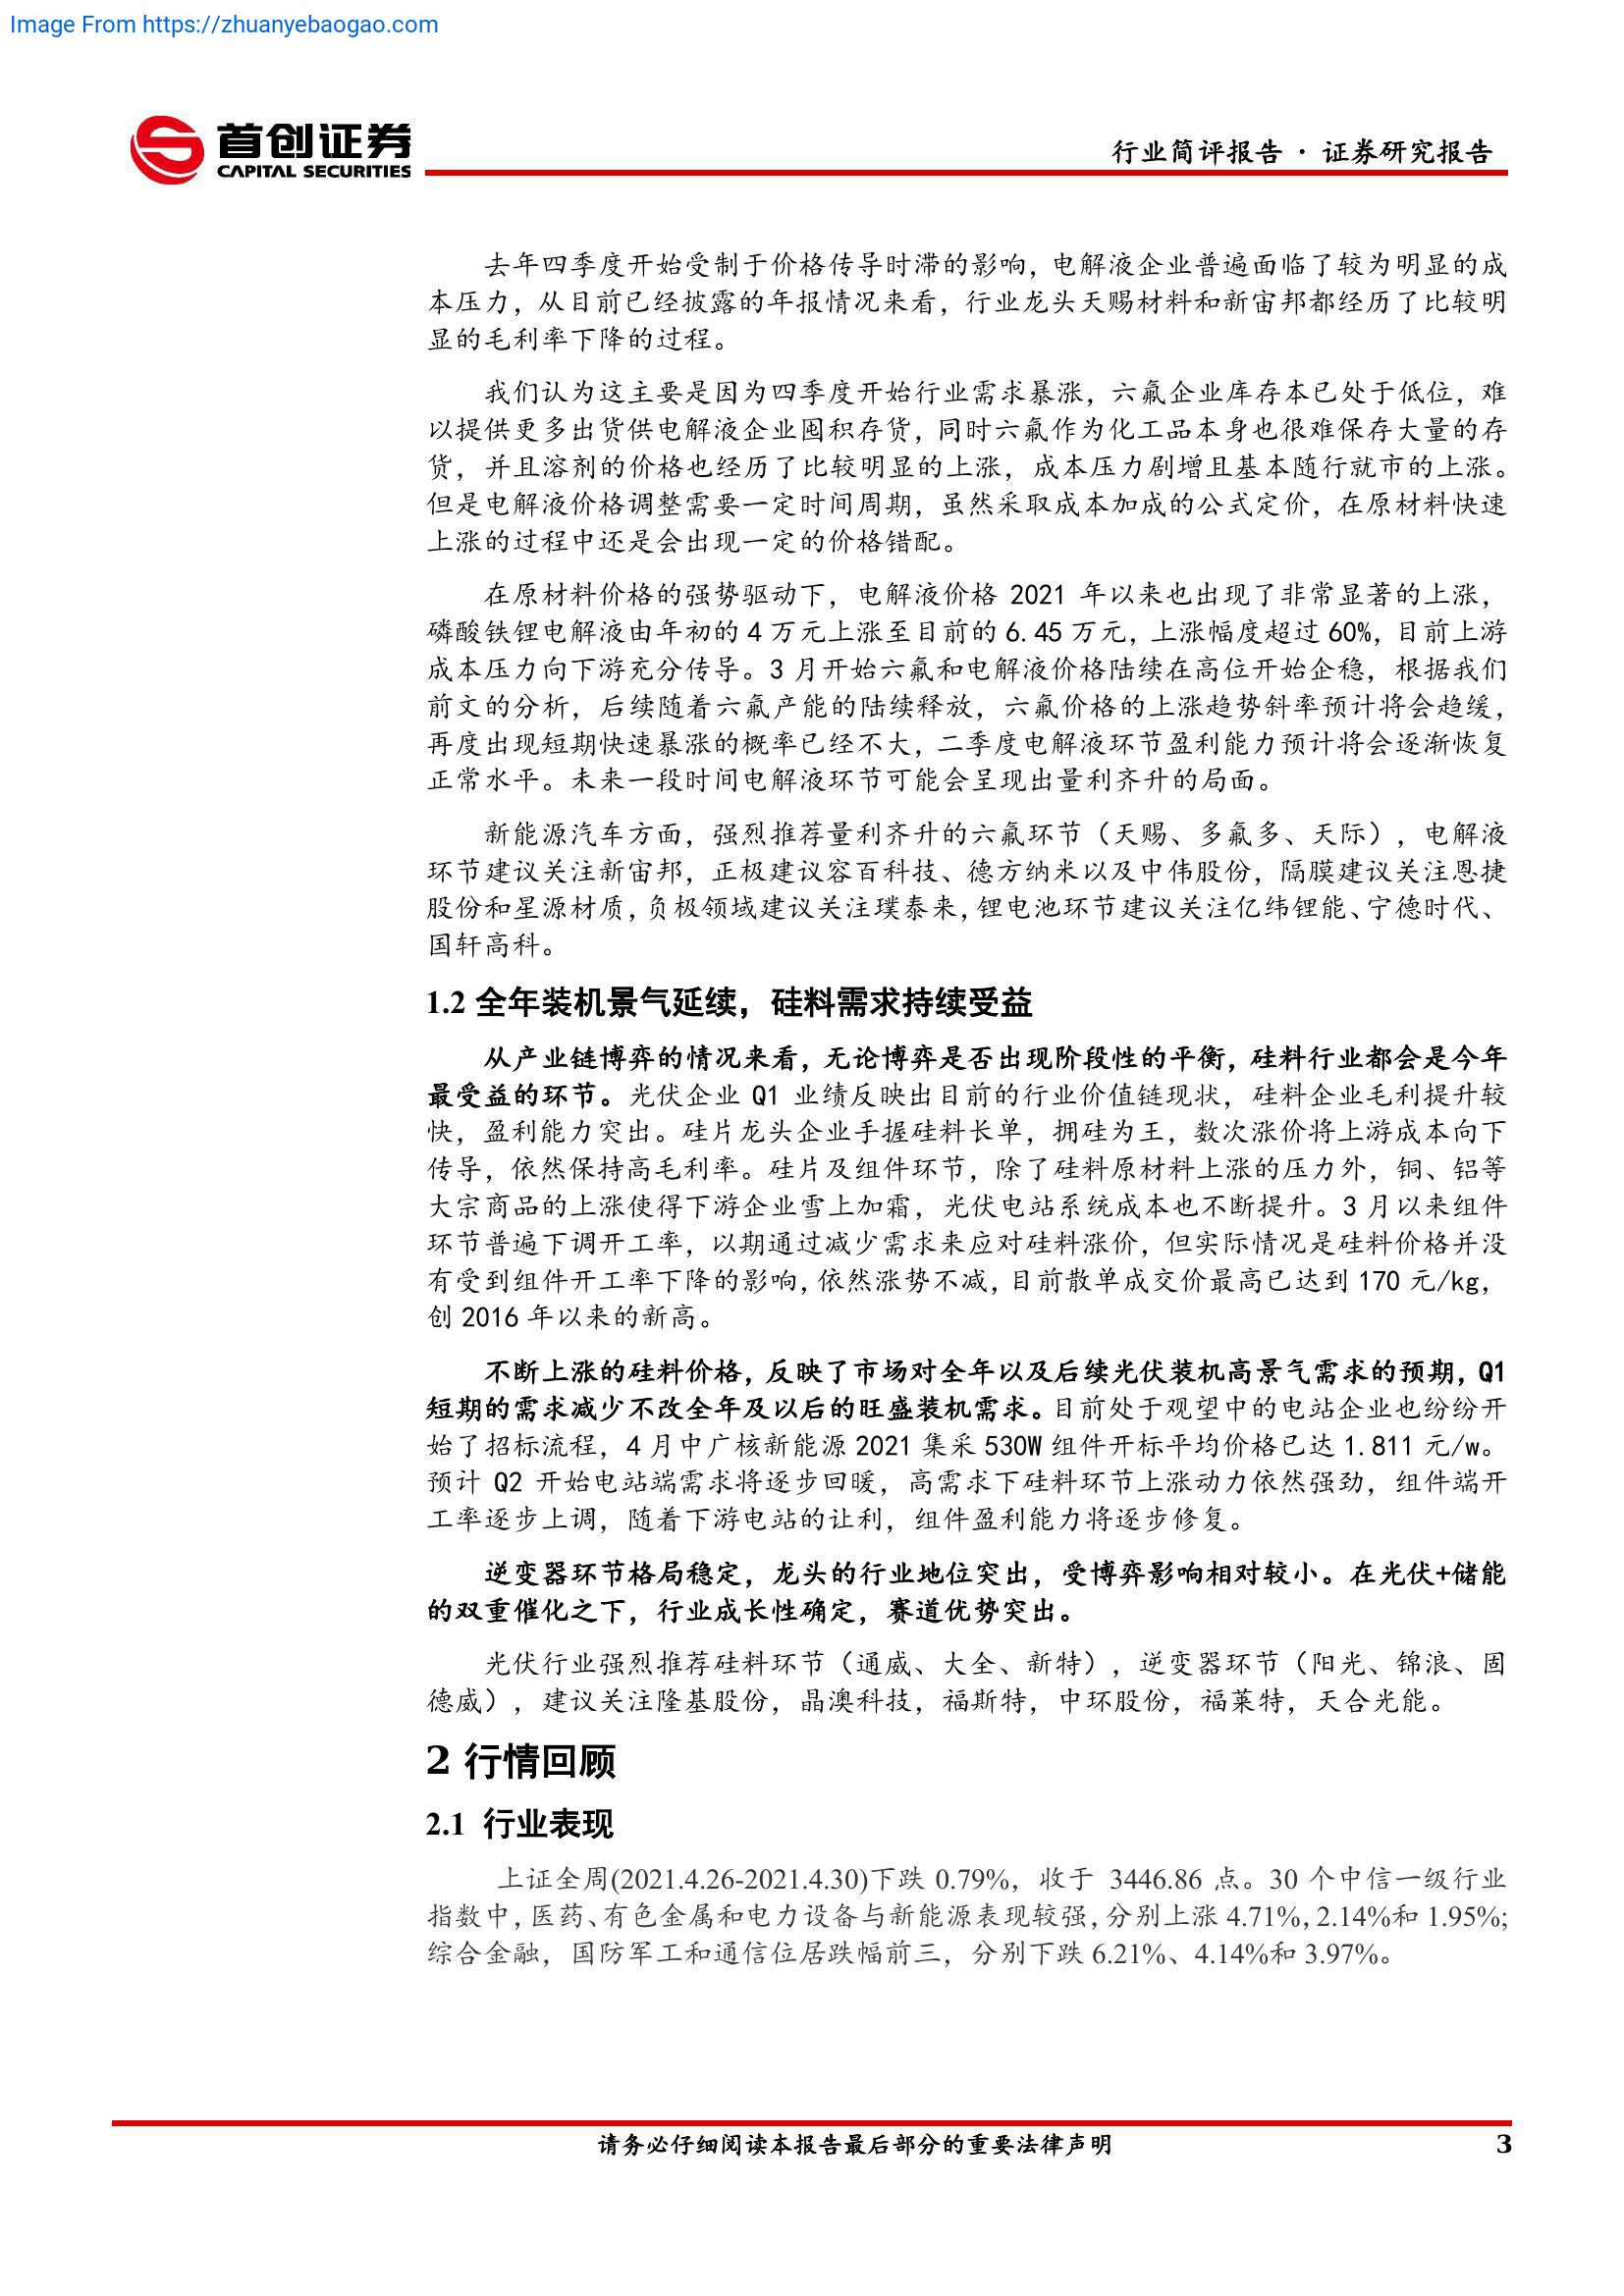 Image From https://zhuanyebaogao.com
首创证券
CAPITAL SECURITIES
行业简评报告 · 证券研究报告
去年四季度开始受制于价格传导时滞的影响，电解液企业普遍面临了较为明显的成
本压力，从目前已经披露的年报情况来看，行业龙头天赐材料和新宙邦都经历了比较明
显的毛利率下降的过程。
我们认为这主要是因为四季度开始行业需求暴涨，六氟企业库存本已处于低位，难
以提供更多出货供电解液企业囤积存货，同时六氟作为化工品本身也很难保存大量的存
货，并且溶剂的价格也经历了比较明显的上涨，成本压力剧增且基本随行就市的上涨。
但是电解液价格调整需要一定时间周期，虽然采取成本加成的公式定价，在原材料快速
上涨的过程中还是会出现一定的价格错配。
在原材料价格的强势驱动下，电解液价格 2021 年以来也出现了非常显著的上涨，
磷酸铁锂电解液由年初的 4 万元上涨至目前的 6.45 万元，上涨幅度超过 60%，目前上游
成本压力向下游充分传导。3 月开始六氟和电解液价格陆续在高位开始企稳，根据我们
前文的分析，后续随着六氟产能的陆续释放，六氟价格的上涨趋势斜率预计将会趋缓，
再度出现短期快速暴涨的概率已经不大，二季度电解液环节盈利能力预计将会逐渐恢复
正常水平。未来一段时间电解液环节可能会呈现出量利齐升的局面。
新能源汽车方面，强烈推荐量利齐升的六氟环节（天赐、多氟多、天际），电解液
环节建议关注新宙邦，正极建议容百科技、德方纳米以及中伟股份，隔膜建议关注恩捷
股份和星源材质，负极领域建议关注璞泰来，锂电池环节建议关注亿纬锂能、宁德时代、
国轩高科。
1.2 全年装机景气延续，硅料需求持续受益
从产业链博弈的情况来看，无论博弈是否出现阶段性的平衡，硅料行业都会是今年
最受益的环节。光伏企业 Q1 业绩反映出目前的行业价值链现状，硅料企业毛利提升较
快，盈利能力突出。硅片龙头企业手握硅料长单，拥硅为王，数次涨价将上游成本向下
传导，依然保持高毛利率。硅片及组件环节，除了硅料原材料上涨的压力外，铜、铝等
大宗商品的上涨使得下游企业雪上加霜，光伏电站系统成本也不断提升。3 月以来组件
环节普遍下调开工率，以期通过减少需求来应对硅料涨价，但实际情况是硅料价格并没
有受到组件开工率下降的影响，依然涨势不减，目前散单成交价最高已达到 170 元/kg，
创 2016 年以来的新高。
不断上涨的硅料价格，反映了市场对全年以及后续光伏装机高景气需求的预期，Q1
短期的需求减少不改全年及以后的旺盛装机需求。目前处于观望中的电站企业也纷纷开
始了招标流程，4 月中广核新能源 2021 集采 530W 组件开标平均价格已达 1.811 元/w。
预计 Q2 开始电站端需求将逐步回暖，高需求下硅料环节上涨动力依然强劲，组件端开
工率逐步上调，随着下游电站的让利，组件盈利能力将逐步修复。
逆变器环节格局稳定，龙头的行业地位突出，受博弈影响相对较小。在光伏+储能
的双重催化之下，行业成长性确定，赛道优势突出。
光伏行业强烈推荐硅料环节（通威、大全、新特），逆变器环节（阳光、锦浪、固
德威），建议关注隆基股份，晶澳科技，福斯特，中环股份，福莱特，天合光能。
2 行情回顾
2.1 行业表现
上证全周(2021.4.26-2021.4.30)下跌 0.79%，收于 3446.86 点。30 个中信一级行业
指数中，医药、有色金属和电力设备与新能源表现较强，分别上涨 4.71%，2.14%和 1.95%;
综合金融，国防军工和通信位居跌幅前三，分别下跌 6.21%、4.14%和 3.97%。
请务必仔细阅读本报告最后部分的重要法律声明
3